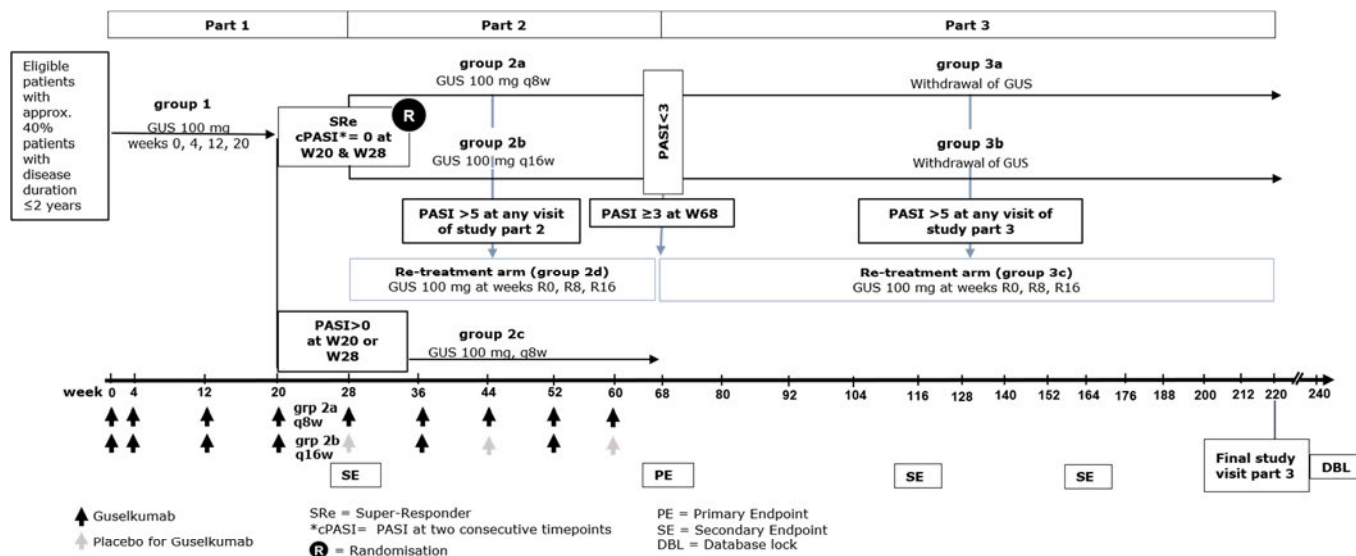 Part 1
Part 2
Part 3
Eligible
patients
with
approx.
40%
patients
with
disease
duration
≤2 years
group 1
GUS 100 mg
weeks 0, 4, 12, 20
SRe
cPASI*= 0 at
W20 & W28
R
group 2a
GUS 100 mg q8w
group 2b
GUS 100 mg q16w
PASI<3
group 3a
Withdrawal of GUS
group 3b
Withdrawal of GUS
PASI >5 at any visit
of study part 2
PASI ≥3 at W68
PASI >5 at any visit of
study part 3
Re-treatment arm (group 2d)
GUS 100 mg at weeks R0, R8, R16
Re-treatment arm (group 3c)
GUS 100 mg at weeks R0, R8, R16
PASI>0
at W20 or
W28
group 2c
GUS 100 mg, q8w
week 0 4 12 20 28 36 44 52 60 68 80 92 104 116 128 140 152 164 176 188 200 212 220 240
grp 2a
q8w
grp 2b
q16w
SE
PE
SE
SE
Final study
visit part 3
DBL
Guselkumab
Placebo for Guselkumab
SRe = Super-Responder
*cPASI= PASI at two consecutive timepoints
R = Randomisation
PE = Primary Endpoint
SE = Secondary Endpoint
DBL = Database lock